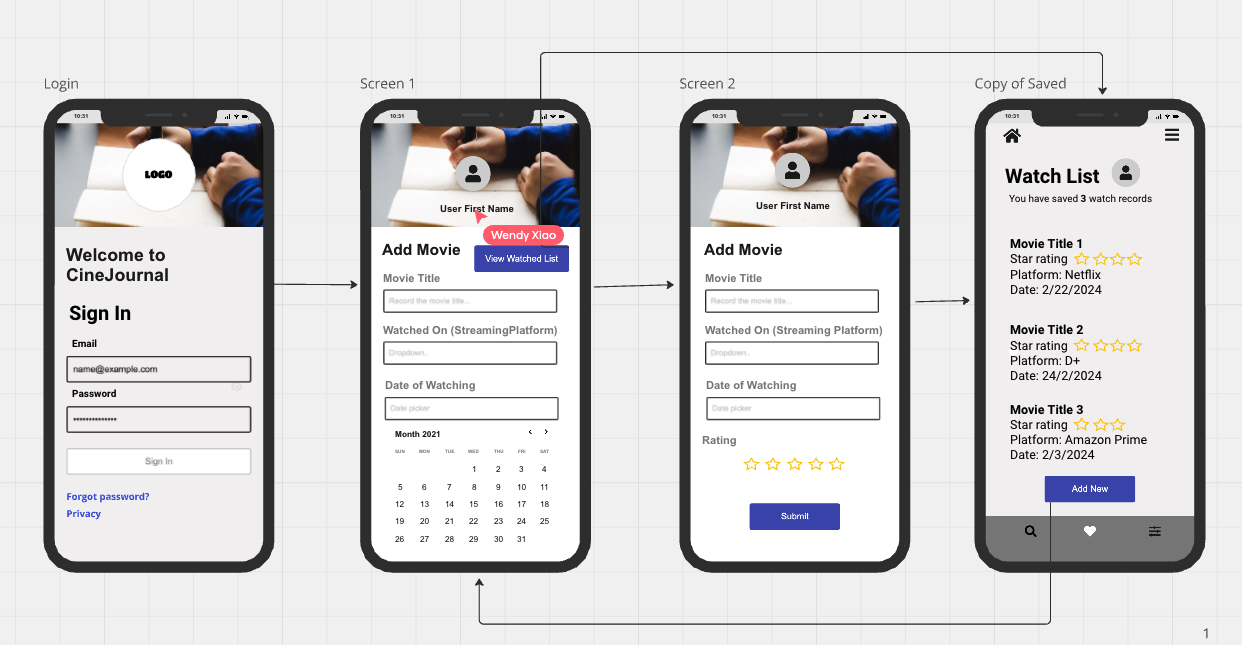 Login
10:31
LOGO
Welcome to
CineJournal
Sign In
Email
name@example.com
Password
Sign In
Forgot password?
Privacy
Screen 1
10:31
User First Name
Wendy Xiao
Add Movie
View Watched List
Movie Title
Record the movie title...
Watched On (StreamingPlatform)
Dropdown..
Date of Watching
Date picker
Month 2021
SUN MON TUE WED THU FRI SAT
1 2 3 4
5 6 7 8 9 10 11
12 13 14 15 16 17 18
19 20 21 22 23 24 25
26 27 28 29 30 31
Screen 2
10:31
User First Name
Add Movie
Movie Title
Record the movie title...
Watched On (Streaming Platform)
Dropdown..
Date of Watching
Date picker
Rating
Submit
Copy of Saved
10:31
Watch List
You have saved 3 watch records
Movie Title 1
Star rating
Platform: Netflix
Date: 2/22/2024
Movie Title 2
Star rating
Platform: D+
Date: 24/2/2024
Movie Title 3
Star rating
Platform: Amazon Prime
Date: 2/3/2024
Add New
1